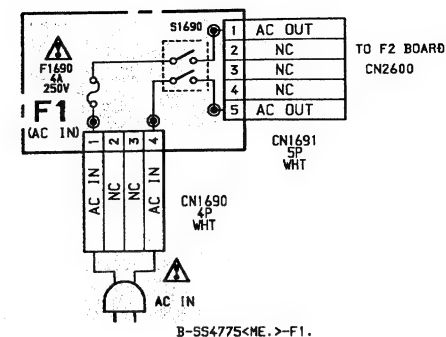 S1690
F1690
4A
250V
F1
(AC IN)
1 AC OUT
2 NC
3 NC
4 NC
5 AC OUT
TO F2 BOARD
CN2600
CN1691
5P
WHT
1 2 3 4
AC IN
NC
NC
AC IN
CN1690
4P
WHT
AC IN
B-SS4775<ME.>-F1.